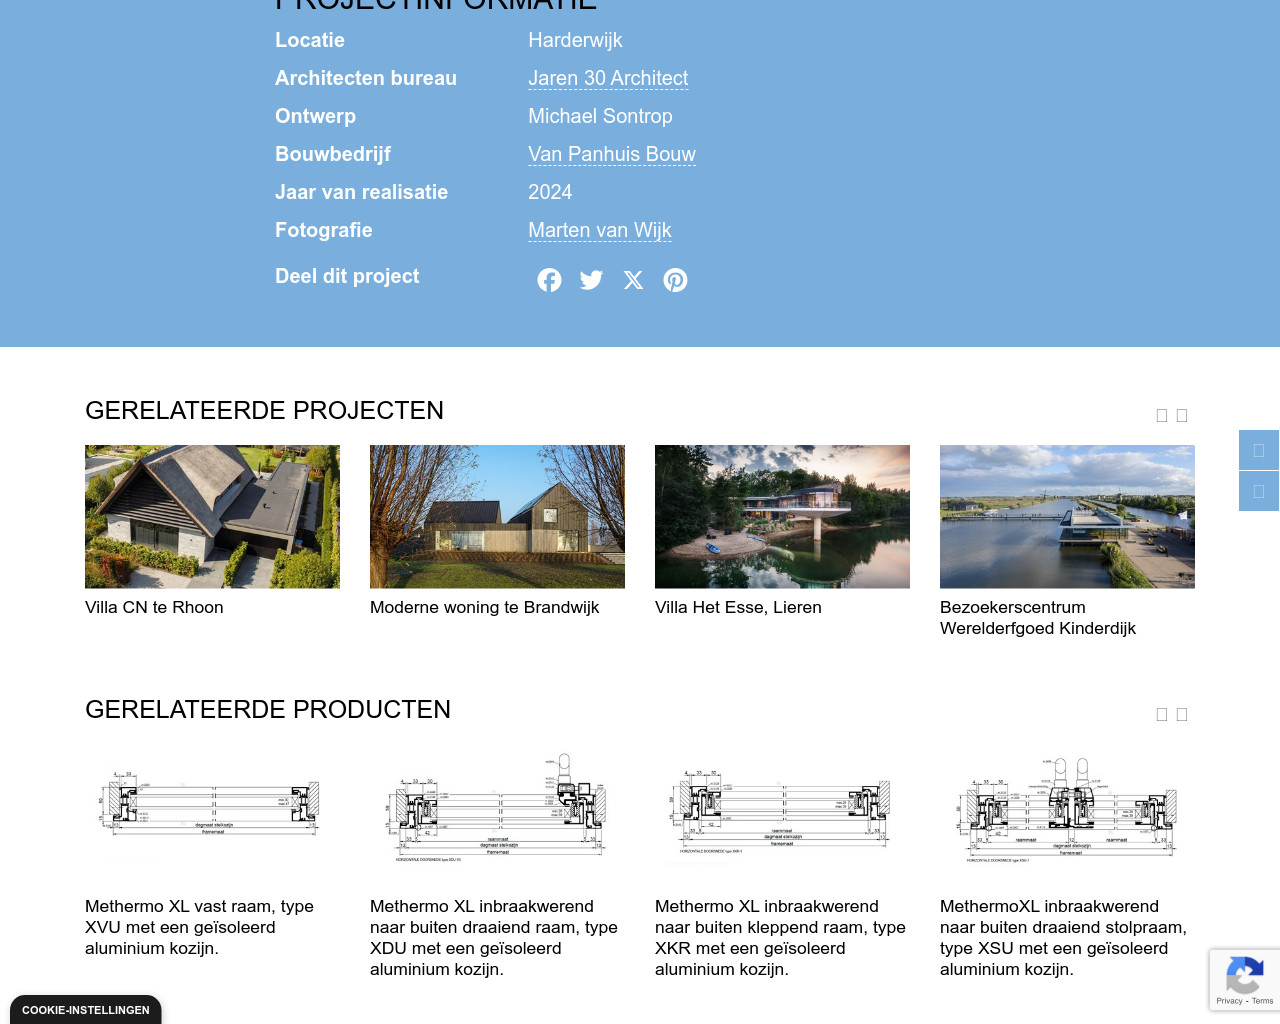 PROJECTINFORMATIE
Locatie Harderwijk
Architecten bureau Jaren 30 Architect
Ontwerp Michael Sontrop
Bouwbedrijf Van Panhuis Bouw
Jaar van realisatie 2024
Fotografie Marten van Wijk
Deel dit project
GERELATEERDE PROJECTEN
Villa CN te Rhoon
Moderne woning te Brandwijk
Villa Het Esse, Lieren
Bezoekerscentrum
Werelderfgoed Kinderdijk
GERELATEERDE PRODUCTEN
Methermo XL vast raam, type
XVU met een geïsoleerd
aluminium kozijn.
Methermo XL inbraakwerend
naar buiten draaiend raam, type
XDU met een geïsoleerd
aluminium kozijn.
Methermo XL inbraakwerend
naar buiten kleppend raam, type
XKR met een geïsoleerd
aluminium kozijn.
MethermoXL inbraakwerend
naar buiten draaiend stolpraam,
type XSU met een geïsoleerd
aluminium kozijn.
Privacy - Terms
COOKIE-INSTELLINGEN